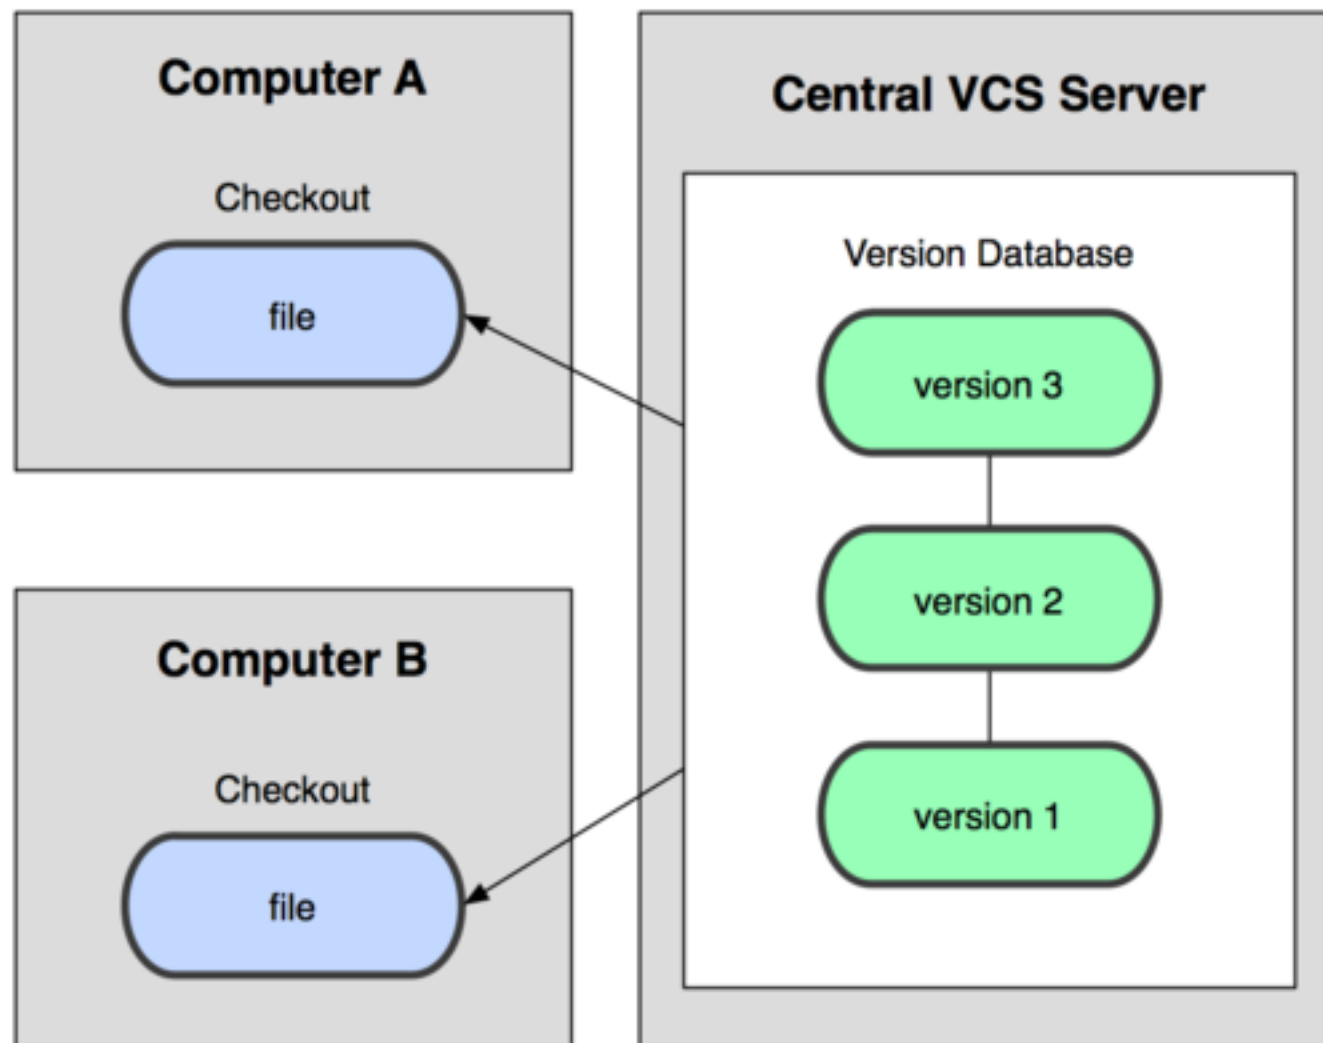 Computer A
Checkout
file
Computer B
Checkout
file
Central VCS Server
Version Database
version 3
version 2
version 1